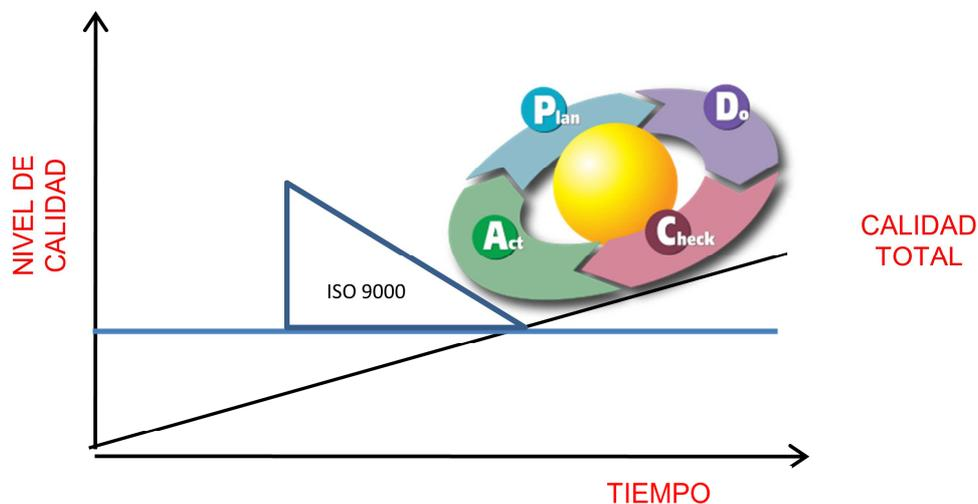 Plan
Do
NIVEL DE
CALIDAD
Act
Check
CALIDAD
TOTAL
ISO 9000
TIEMPO